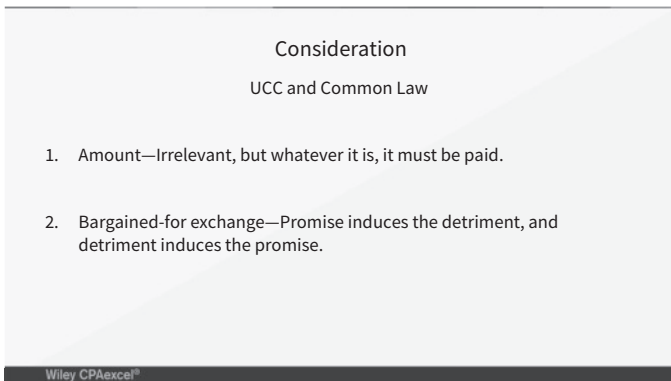 Consideration
UCC and Common Law
1. Amount—Irrelevant, but whatever it is, it must be paid.
2. Bargained-for exchange—Promise induces the detriment, and
detriment induces the promise.
Wiley CPAexcel®